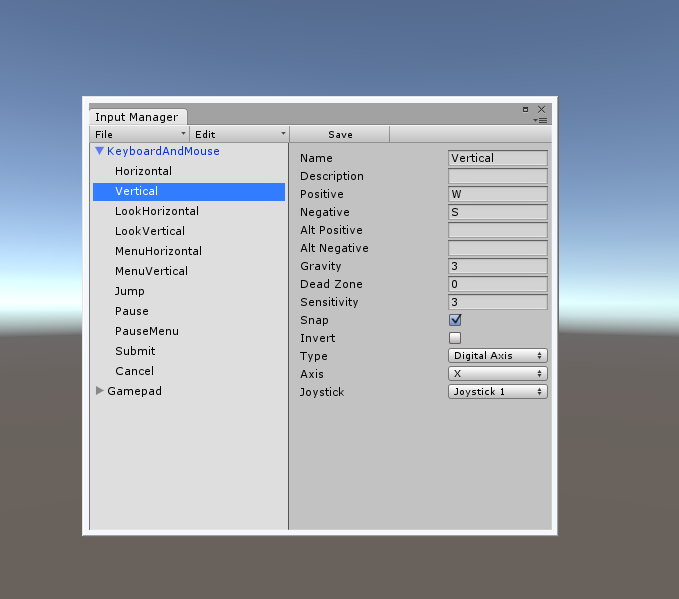 Input Manager
File Edit Save
KeyboardAndMouse
Horizontal
Vertical
LookHorizontal
LookVertical
MenuHorizontal
MenuVertical
Jump
Pause
PauseMenu
Submit
Cancel
Gamepad
Name Vertical
Description
Positive W
Negative S
Alt Positive
Alt Negative
Gravity 3
Dead Zone 0
Sensitivity 3
Snap
Invert
Type Digital Axis
Axis X
Joystick Joystick 1